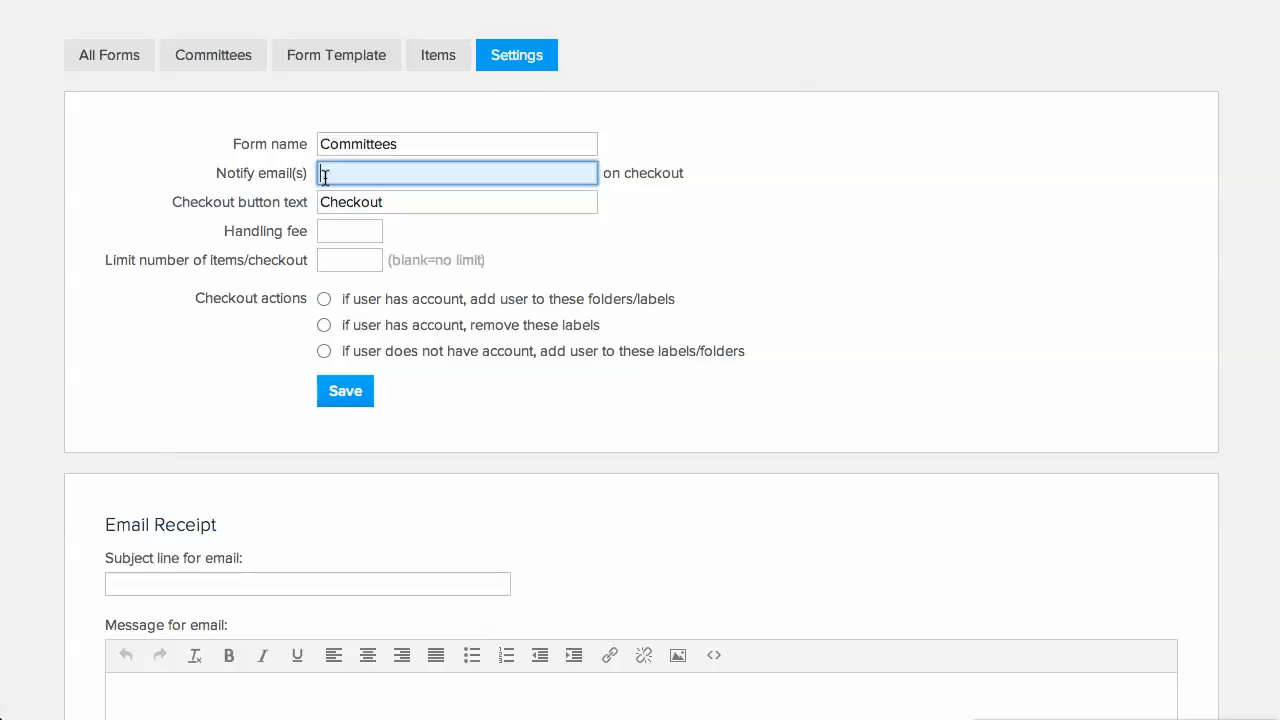 All Forms Committees Form Template Items Settings
Form name Committees
Notify email(s) on checkout
Checkout button text Checkout
Handling fee
Limit number of items/checkout (blank=no limit)
Checkout actions if user has account, add user to these folders/labels
if user has account, remove these labels
if user does not have account, add user to these labels/folders
Save
Email Receipt
Subject line for email:
Message for email: